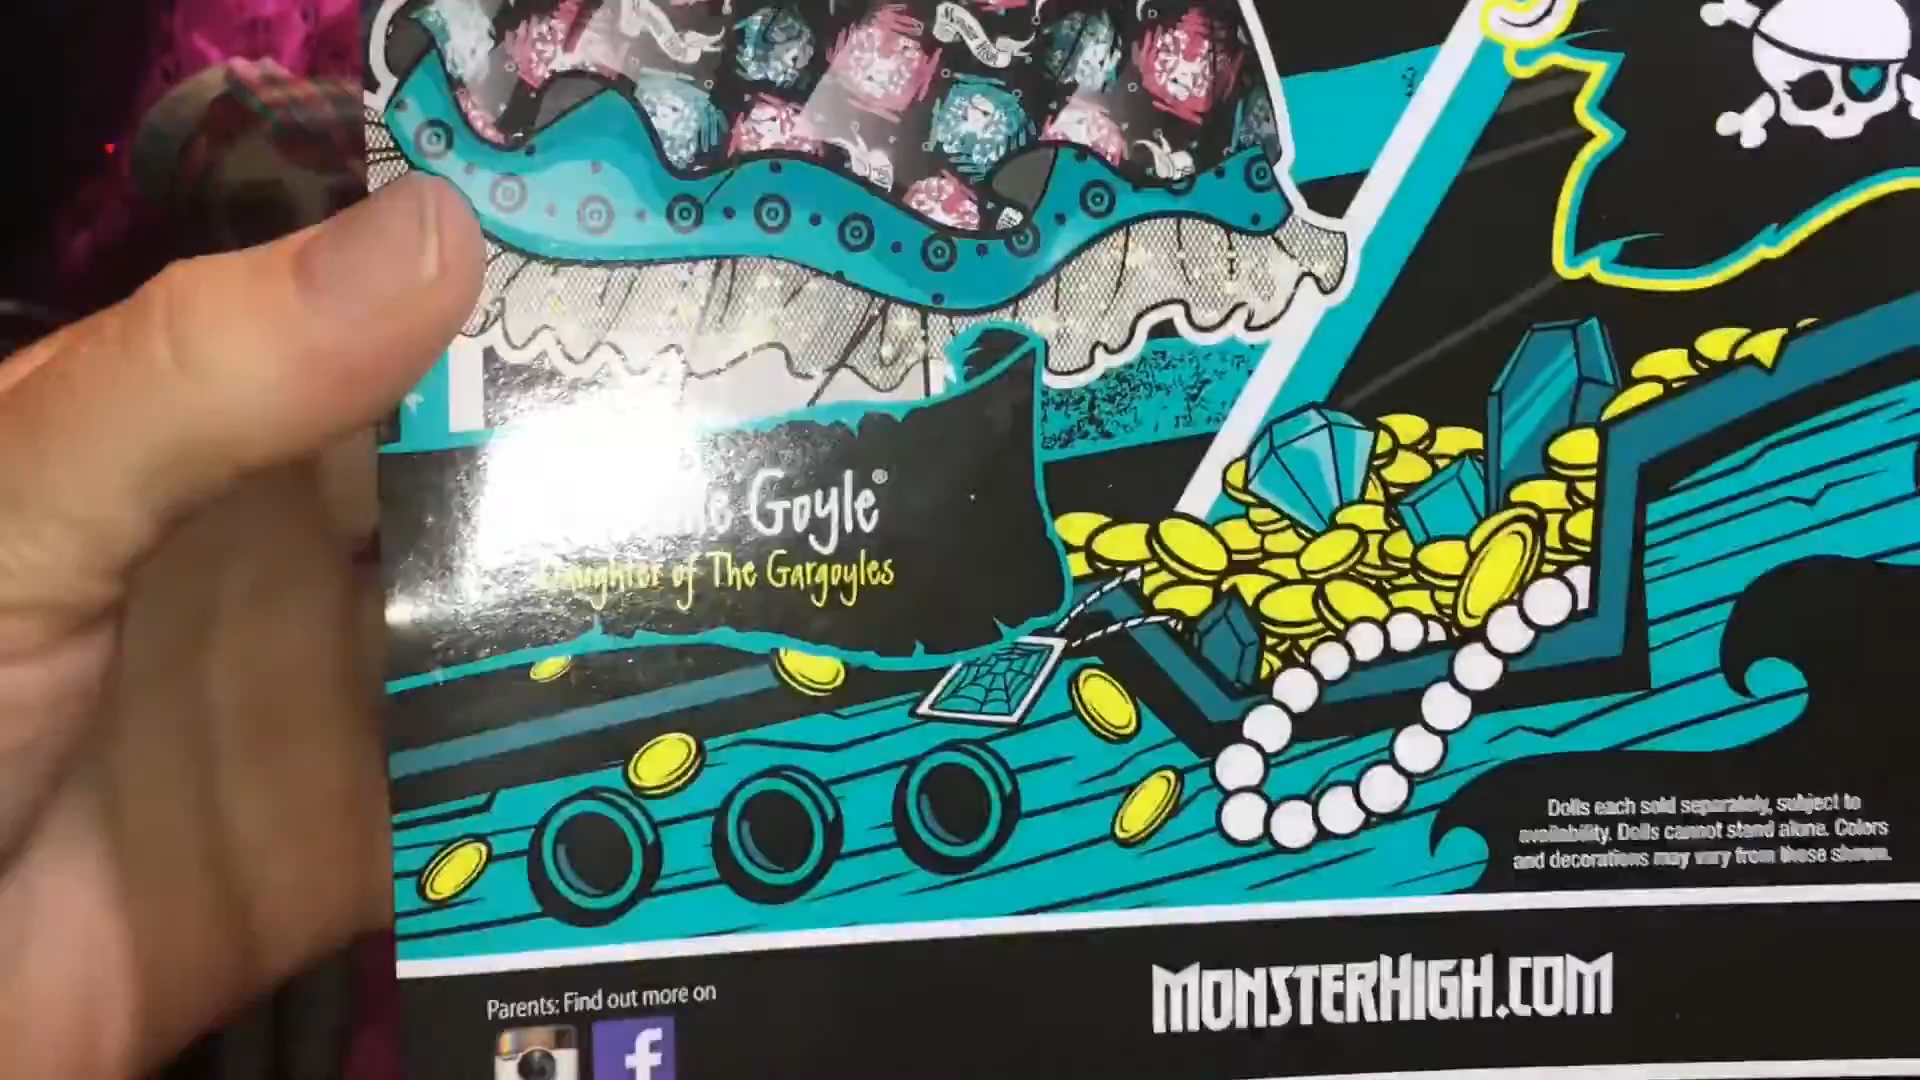 Goyle®
Daughter of The Gargoyles
Dolls each sold separately, subject to
availability. Dolls cannot stand alone. Colors
and decorations may vary from those shown.
MONSTERHIGH.COM
Parents: Find out more on
f